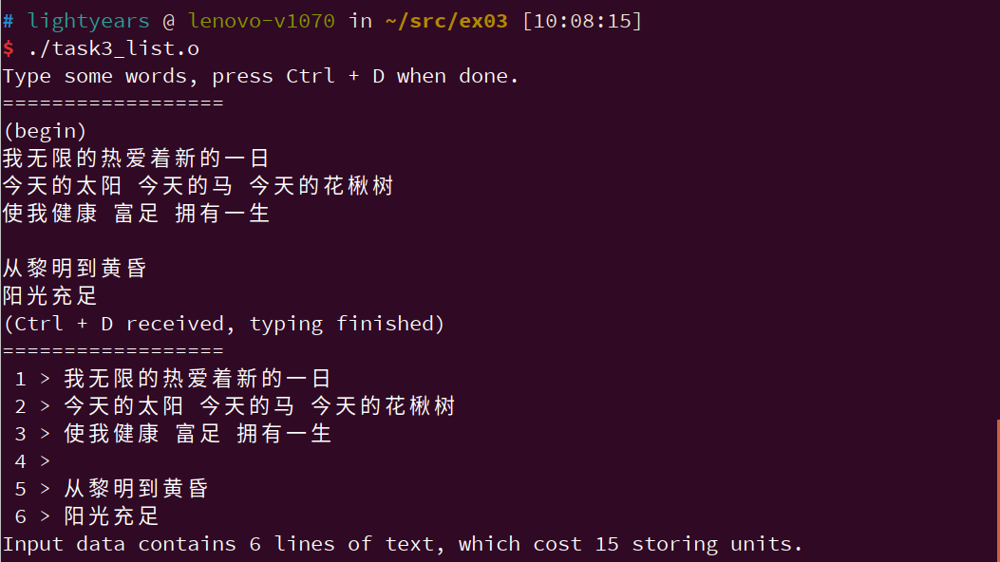 # lightyears @ lenovo-v1070 in ~/src/ex03 [10:08:15]
$ ./task3_list.o
Type some words, press Ctrl + D when done.
==================
(begin)
我无限的热爱着新的一日
今天的太阳 今天的马 今天的花楸树
使我健康 富足 拥有一生
从黎明到黄昏
阳光充足
(Ctrl + D received, typing finished)
==================
1 > 我无限的热爱着新的一日
2 > 今天的太阳 今天的马 今天的花楸树
3 > 使我健康 富足 拥有一生
4 >
5 > 从黎明到黄昏
6 > 阳光充足
Input data contains 6 lines of text, which cost 15 storing units.